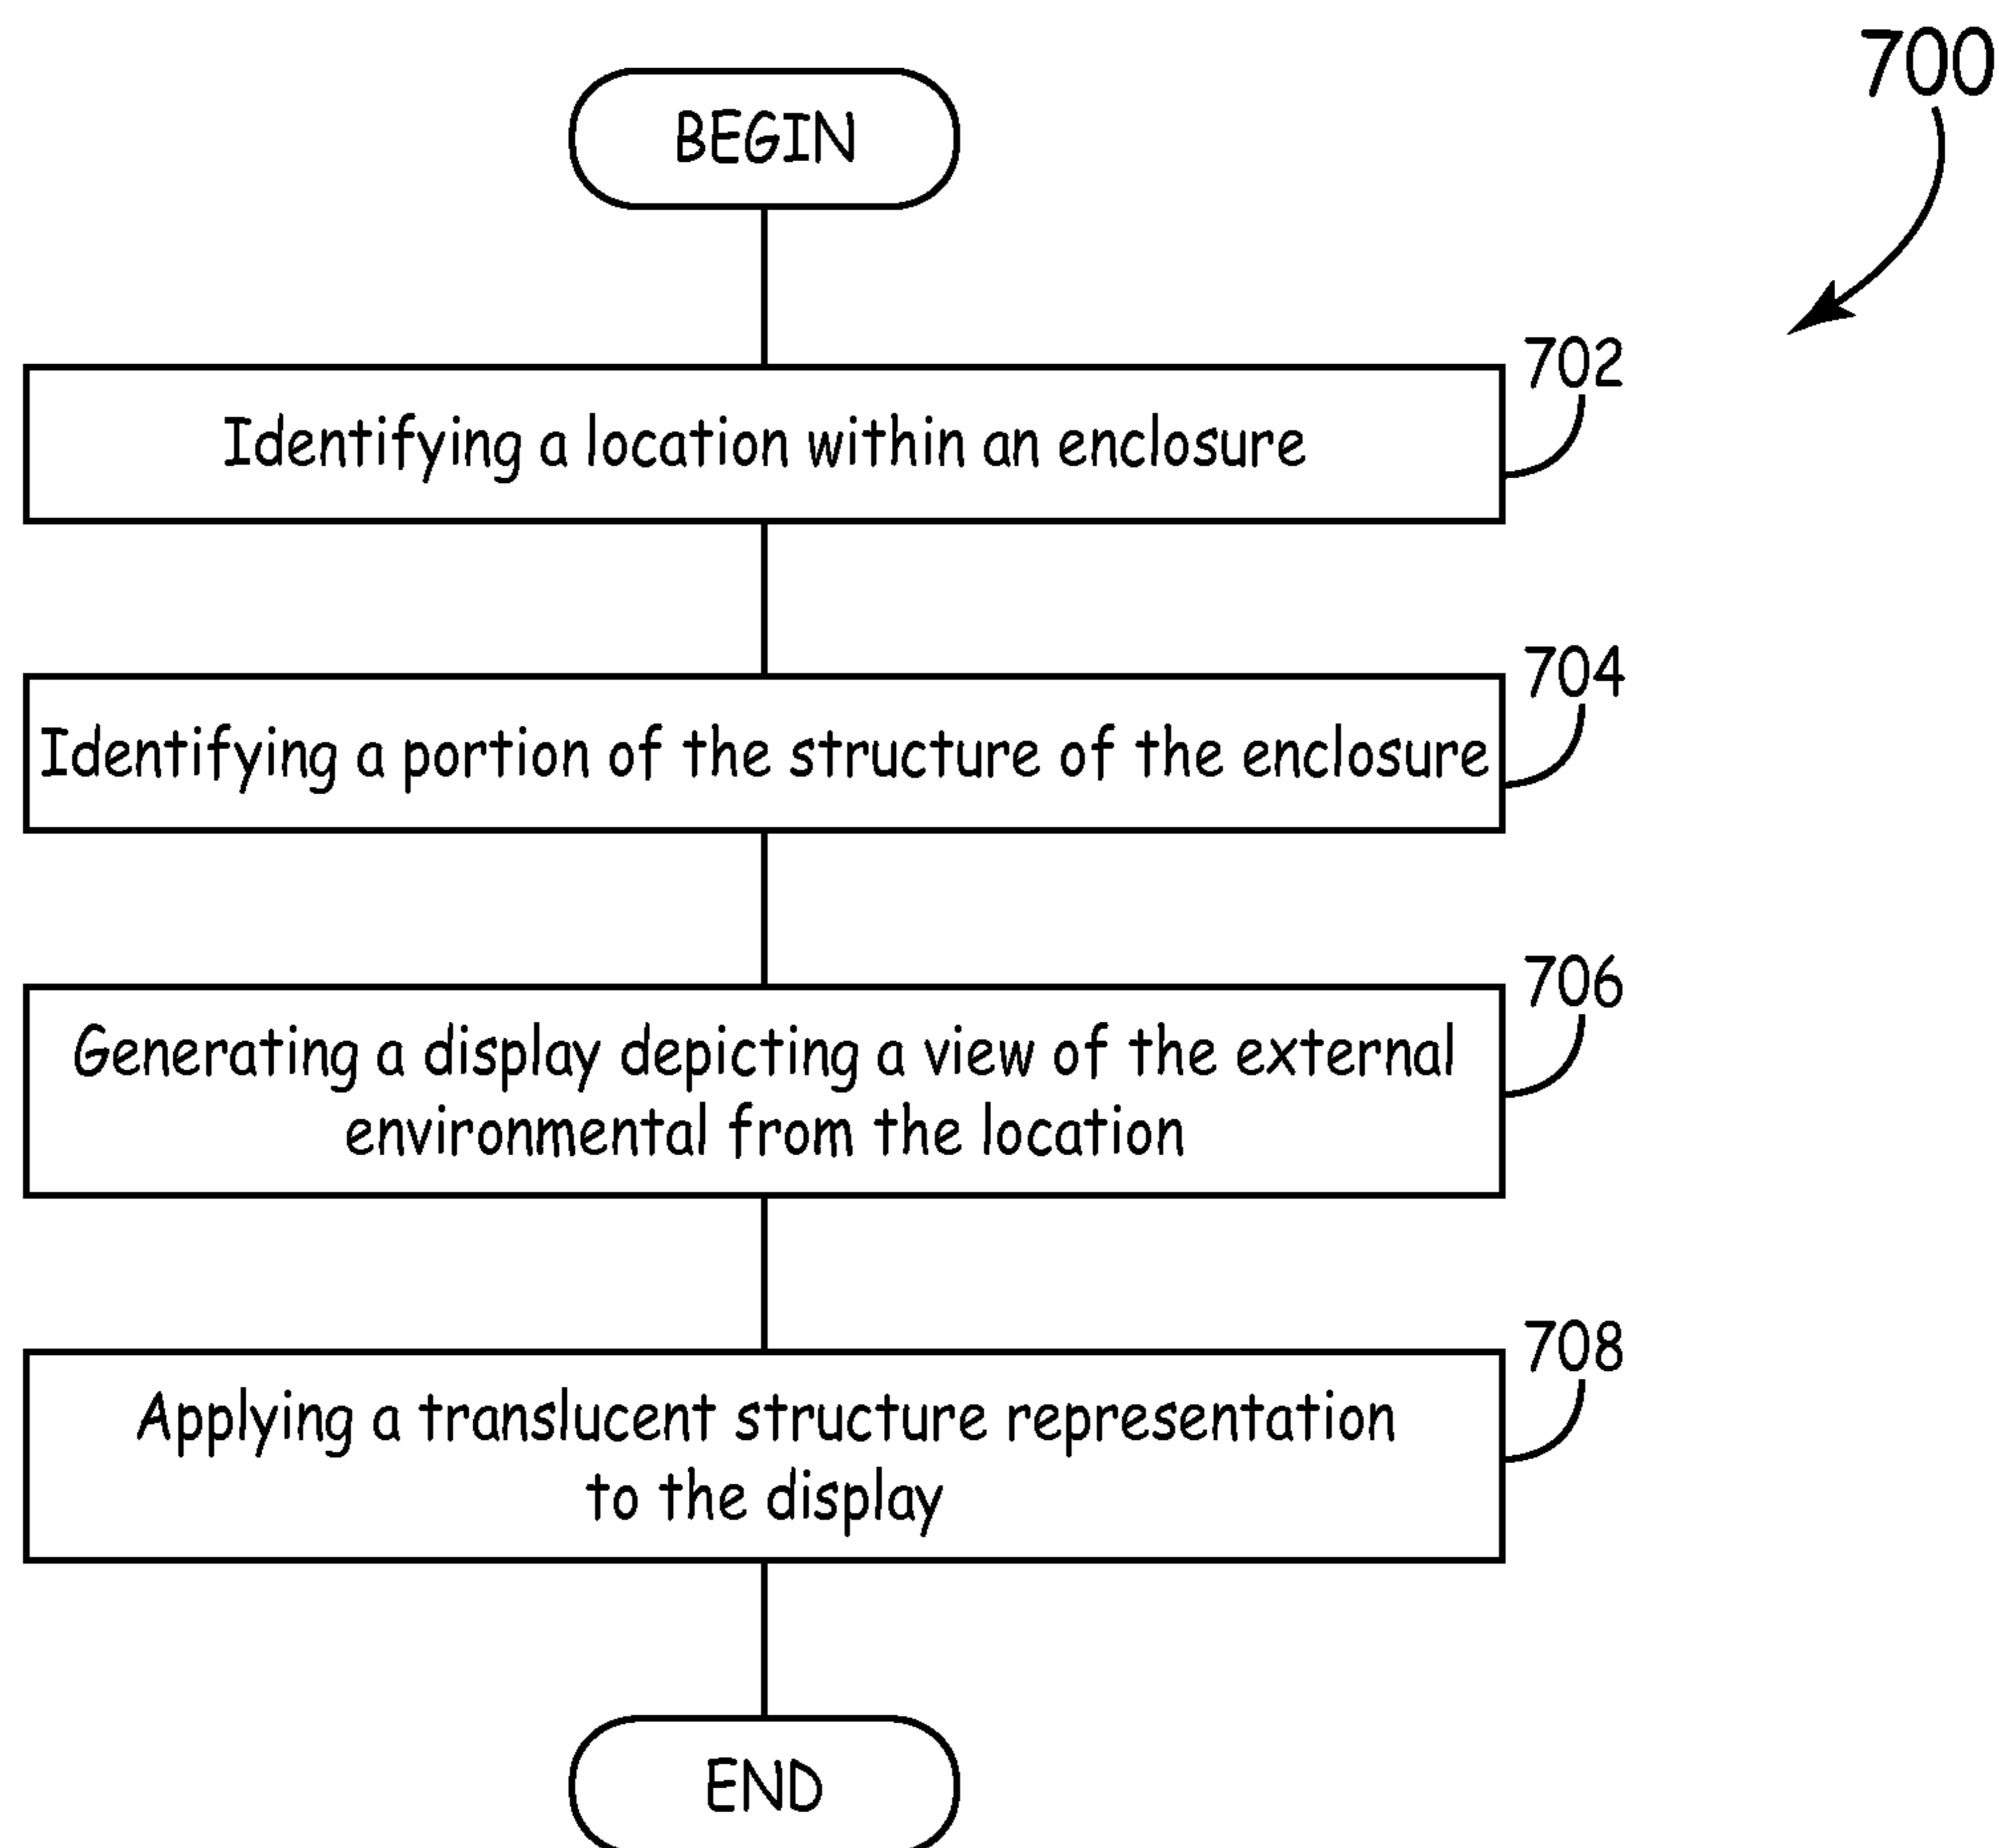 700
BEGIN
702
Identifying a location within an enclosure
704
Identifying a portion of the structure of the enclosure
706
Generating a display depicting a view of the external
environmental from the location
708
Applying a translucent structure representation
to the display
END